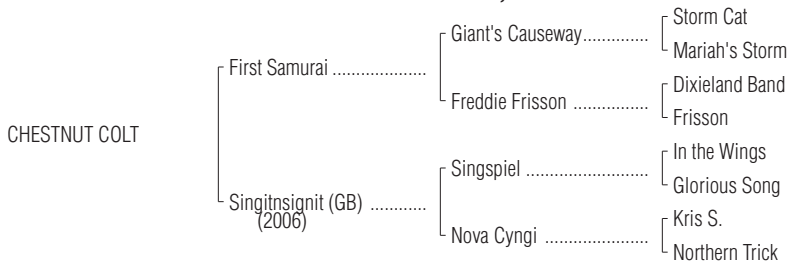 Storm Cat
Giant's Causeway..............
Mariah's Storm
First Samurai ....................
Dixieland Band
Freddie Frisson ................
Frisson
CHESTNUT COLT
In the Wings
Singspiel ..........................
Glorious Song
Singitnsignit (GB) ............
(2006)
Kris S.
Nova Cyngi ......................
Northern Trick